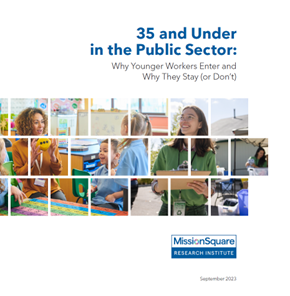 35 and Under
in the Public Sector:
Why Younger Workers Enter and
Why They Stay (or Don't)
MissionSquare
RESEARCH INSTITUTE
September 2023